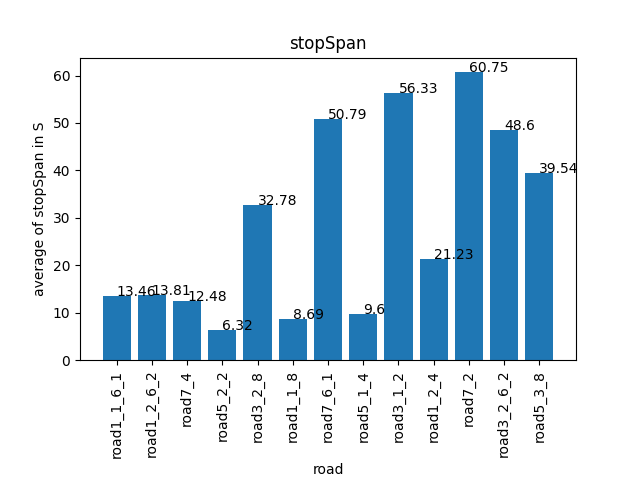 stopSpan
average of stopSpan in S
60
50
40
30
20
10
0
13.46
13.81
12.48
6.32
32.78
8.69
50.79
9.6
56.33
21.23
60.75
48.6
39.54
road1_1_6_1
road1_2_6_2
road7_4
road5_2_2
road3_2_8
road1_1_8
road7_6_1
road5_1_4
road3_1_2
road1_2_4
road7_2
road3_2_6_2
road5_3_8
road